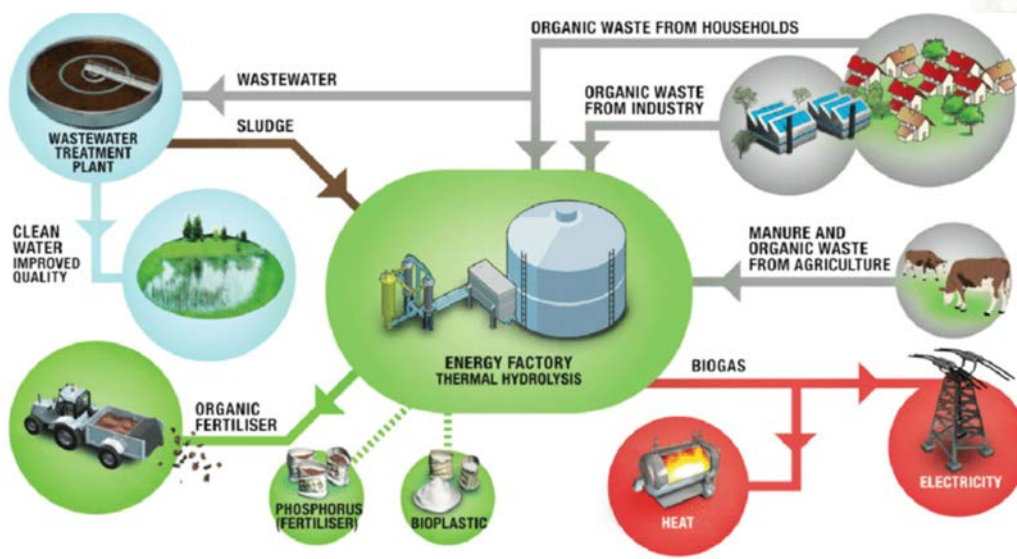 ORGANIC WASTE FROM HOUSEHOLDS
WASTEWATER
ORGANIC WASTE
FROM INDUSTRY
WASTEWATER
TREATMENT
PLANT
SLUDGE
CLEAN
WATER
IMPROVED
QUALITY
MANURE AND
ORGANIC WASTE
FROM AGRICULTURE
ENERGY FACTORY
THERMAL HYDROLYSIS
BIOGAS
ORGANIC
FERTILISER
PHOSPHORUS
(FERTILISER)
BIOPLASTIC
HEAT
ELECTRICITY